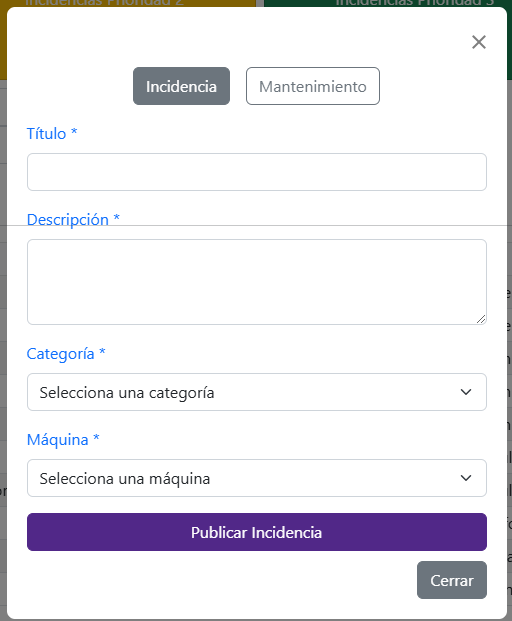 Incidencias Prioridad 2
Incidencias Prioridad 3
Incidencia
Mantenimiento
Título *
Descripción *
Categoría *
Selecciona una categoría
Máquina *
Selecciona una máquina
Publicar Incidencia
Cerrar